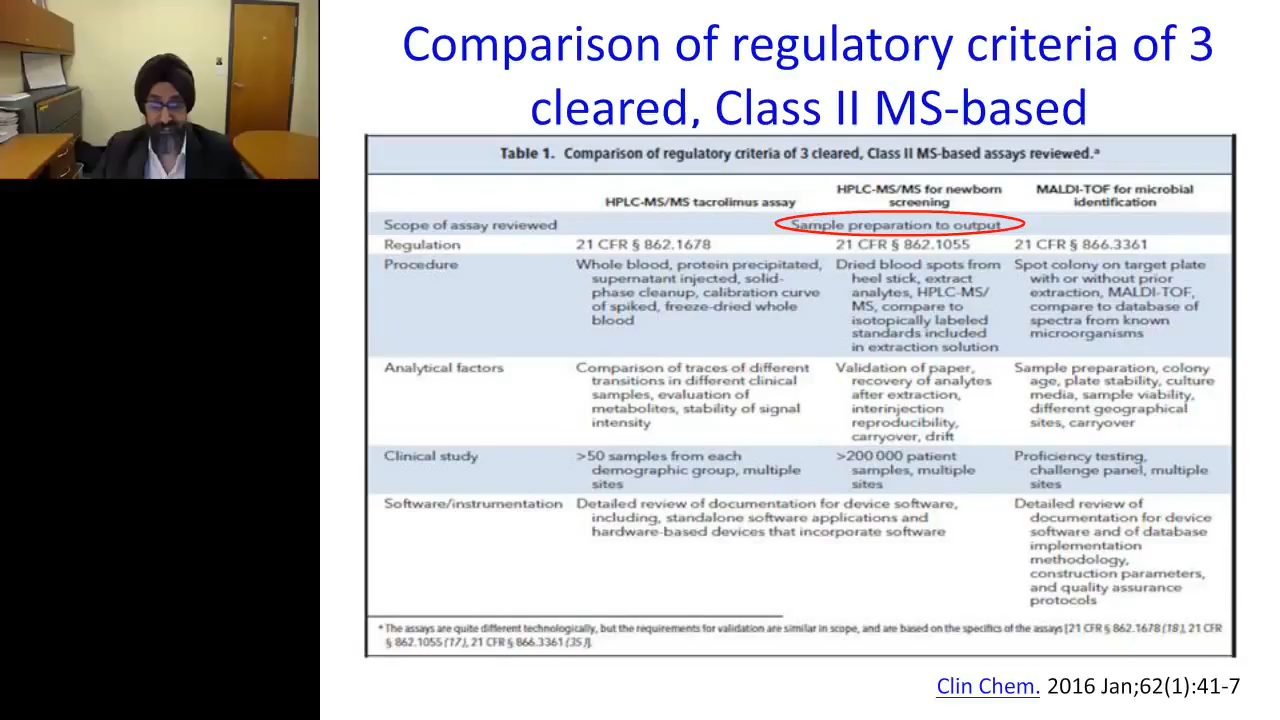 Comparison of regulatory criteria of 3
cleared, Class II MS-based
Table 1. Comparison of regulatory criteria of 3 cleared, Class II MS-based assays reviewed.ª
HPLC-MS/MS tacrolimus assay
HPLC-MS/MS for newborn
screening
MALDI-TOF for microbial
identification
Scope of assay reviewed
Sample preparation to output
Regulation
21 CFR § 862.1678
21 CFR § 862.1055
21 CFR § 866.3361
Procedure
Whole blood, protein precipitated,
supernatant injected, solid-
phase cleanup, calibration curve
of spiked, freeze-dried whole
blood
Dried blood spots from
heel stick, extract
analytes, HPLC-MS/
MS, compare to
isotopically labeled
standards included
in extraction solution
Spot colony on target plate
with or without prior
extraction, MALDI-TOF,
compare to database of
spectra from known
microorganisms
Analytical factors
Comparison of traces of different
transitions in different clinical
samples, evaluation of
metabolites, stability of signal
intensity
Validation of paper,
recovery of analytes
after extraction,
interinjection
reproducibility,
carryover, drift
Sample preparation, colony
age, plate stability, culture
media, sample viability,
different geographical
sites, carryover
Clinical study
>50 samples from each
demographic group, multiple
sites
>200 000 patient
samples, multiple
sites
Proficiency testing,
challenge panel, multiple
sites
Software/instrumentation
Detailed review of documentation for device software,
including, standalone software applications and
hardware-based devices that incorporate software
Detailed review of
documentation for device
software and of database
implementation
methodology,
construction parameters,
and quality assurance
protocols
ª The assays are quite different technologically, but the requirements for validation are similar in scope, and are based on the specifics of the assays [21 CFR § 862.1678 (18), 21 CFR
§ 862.1055 (17), 21 CFR § 866.3361 (35)].
Clin Chem. 2016 Jan;62(1):41-7